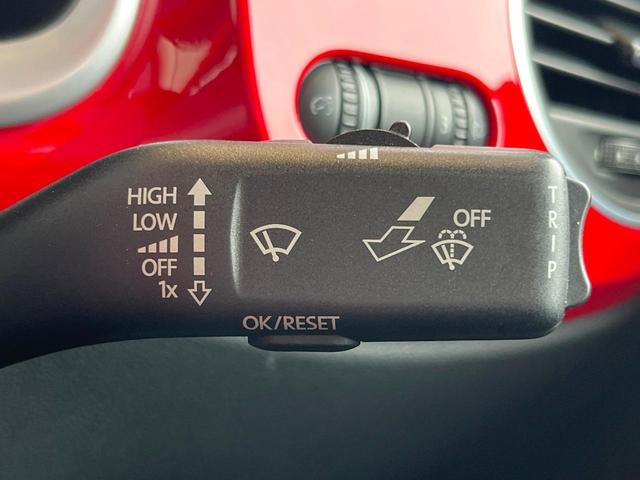 HIGH
LOW
OFF
1x
OFF
TRIP
OK/RESET